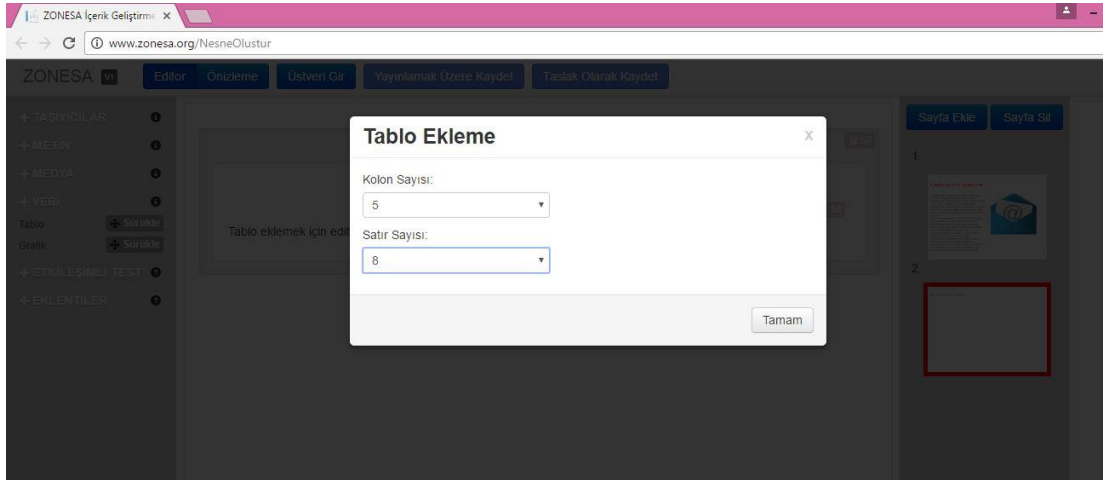 ZONESA İçerik Geliştirme
www.zonesa.org/NesneOlustur
ZONESA V1
Editor
Önizleme
Üstveri Gir
Yayınlamak Üzere Kaydet
Taslak Olarak Kaydet
TAŞIYICILAR
METİN
MEDYA
VERİ
Tablo Sürükle
Grafik Sürükle
ETKİLEŞİMLİ TEST
EKLENTİLER
Tablo eklemek için edit
Tablo Ekleme
X
Kolon Sayısı:
5
Satır Sayısı:
8
Tamam
Sayfa Ekle
Sayfa Sil
1.
2.